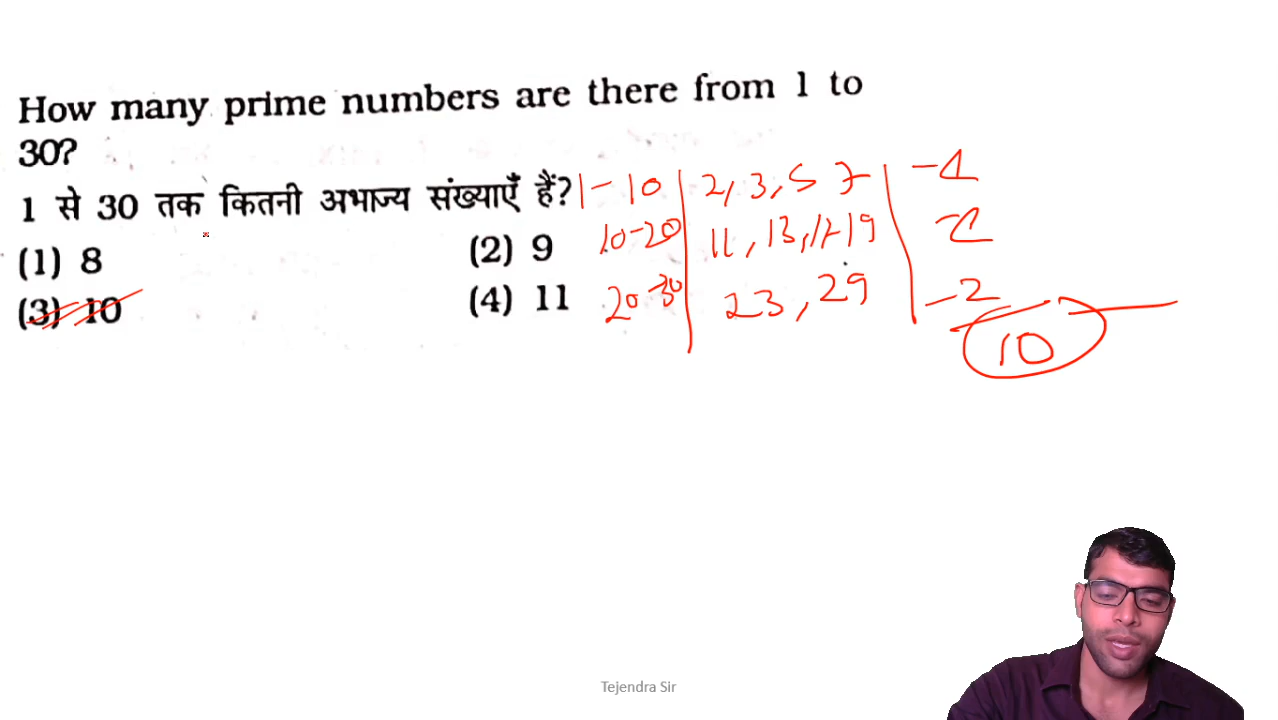 How many prime numbers are there from 1 to
30?
1 से 30 तक कितनी अभाज्य संख्याएँ हैं?
(1) 8
(2) 9
(3) 10
(4) 11
1 - 10 | 2, 3, 5 7 | - 4
10 - 20 | 11, 13, 17 19 | - 4
20 - 30 | 23, 29 | - 2
10
Tejendra Sir